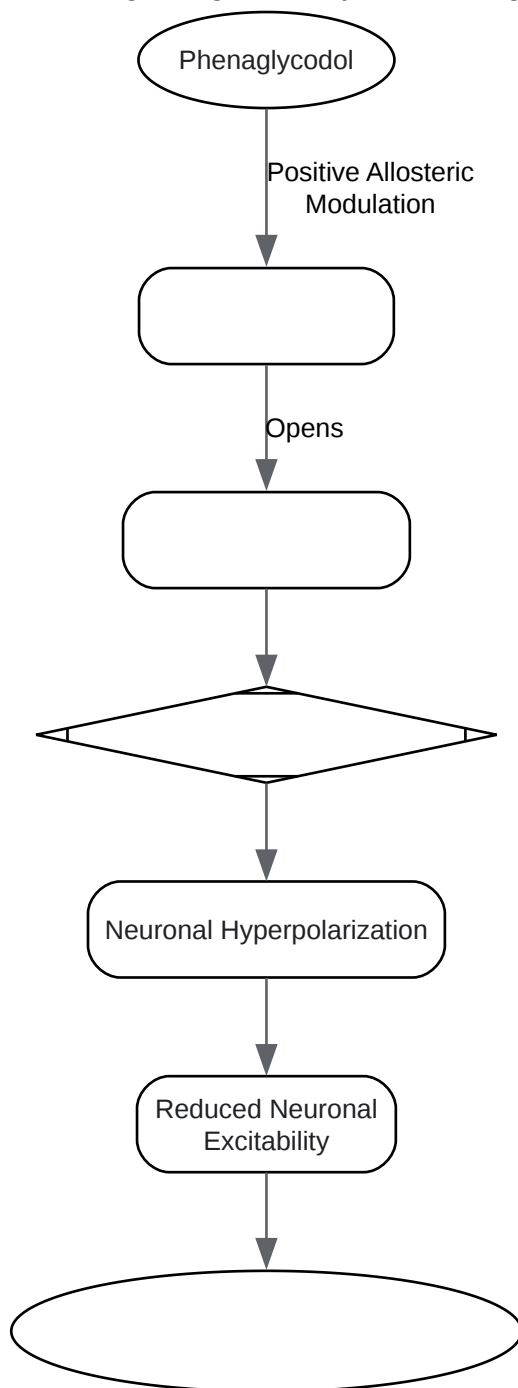 Phenaglycodol
Positive Allosteric
Modulation
Opens
Neuronal Hyperpolarization
Reduced Neuronal
Excitability